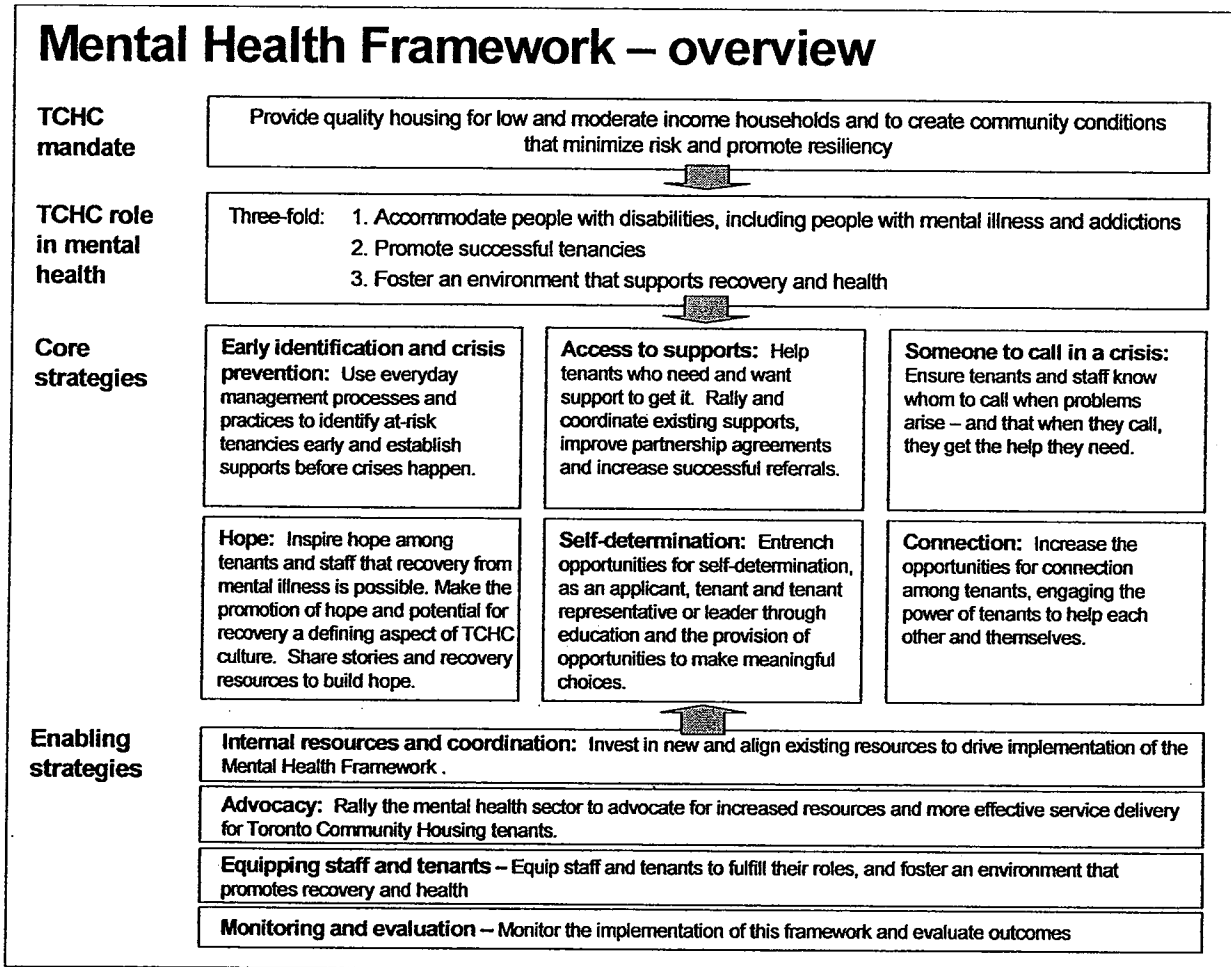 Mental Health Framework – overview
TCHC
mandate
Provide quality housing for low and moderate income households and to create community conditions
that minimize risk and promote resiliency
TCHC role
in mental
health
Three-fold: 1. Accommodate people with disabilities, including people with mental illness and addictions
2. Promote successful tenancies
3. Foster an environment that supports recovery and health
Core
strategies
Early identification and crisis
prevention: Use everyday
management processes and
practices to identify at-risk
tenancies early and establish
supports before crises happen.
Access to supports: Help
tenants who need and want
support to get it. Rally and
coordinate existing supports,
improve partnership agreements
and increase successful referrals.
Someone to call in a crisis:
Ensure tenants and staff know
whom to call when problems
arise – and that when they call,
they get the help they need.
Hope: Inspire hope among
tenants and staff that recovery from
mental illness is possible. Make the
promotion of hope and potential for
recovery a defining aspect of TCHC
culture. Share stories and recovery
resources to build hope.
Self-determination: Entrench
opportunities for self-determination,
as an applicant, tenant and tenant
representative or leader through
education and the provision of
opportunities to make meaningful
choices.
Connection: Increase the
opportunities for connection
among tenants, engaging the
power of tenants to help each
other and themselves.
Enabling
strategies
Internal resources and coordination: Invest in new and align existing resources to drive implementation of the
Mental Health Framework .
Advocacy: Rally the mental health sector to advocate for increased resources and more effective service delivery
for Toronto Community Housing tenants.
Equipping staff and tenants – Equip staff and tenants to fulfill their roles, and foster an environment that
promotes recovery and health
Monitoring and evaluation – Monitor the implementation of this framework and evaluate outcomes